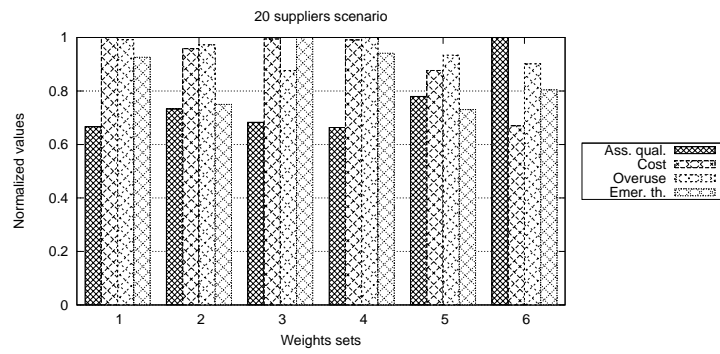 20 suppliers scenario
1
0.8
0.6
0.4
0.2
0
Normalized values
1 2 3 4 5 6
Weights sets
Ass. qual.
Cost
Overuse
Emer. th.